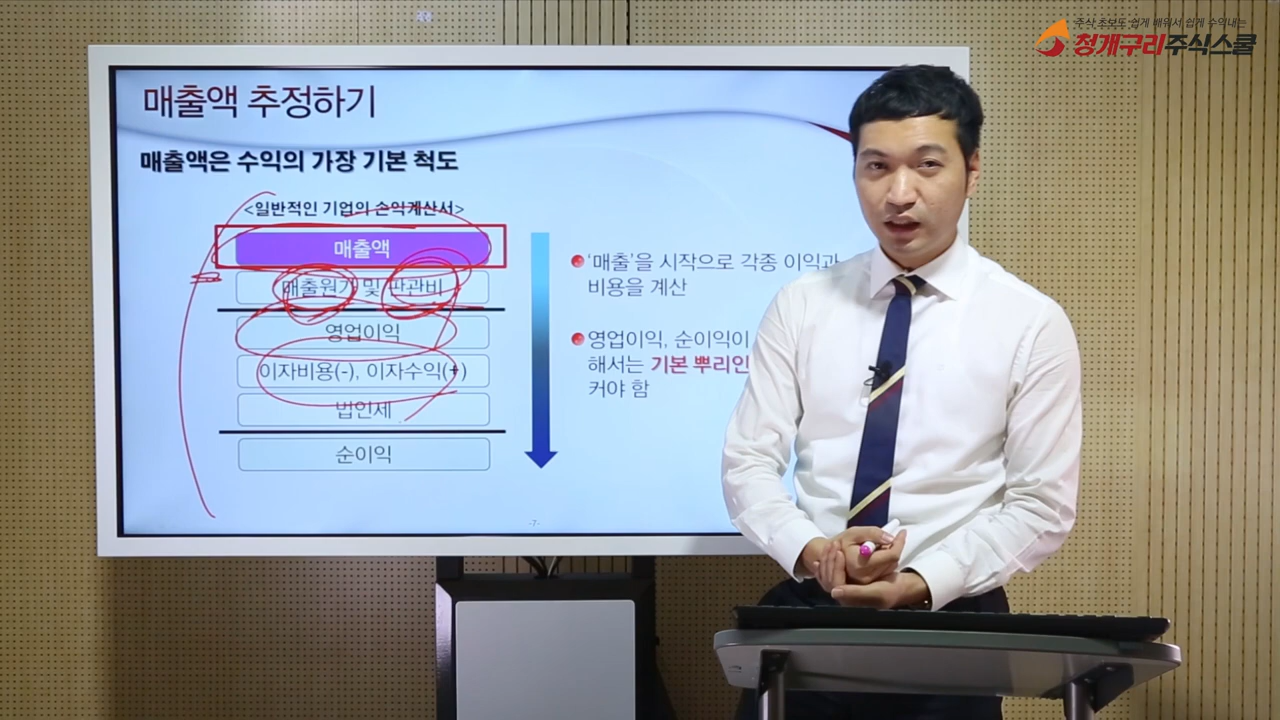 주식 초보도 쉽게 배워서 쉽게 수익내는
청개구리주식스쿨
매출액 추정하기
매출액은 수익의 가장 기본 척도
<일반적인 기업의 손익계산서>
매출액
매출원가 및 판관비
영업이익
이자비용(-), 이자수익(+)
법인세
순이익
'매출'을 시작으로 각종 이익과
비용을 계산
영업이익, 순이익이
해서는 기본 뿌리인
커야 함
-7-